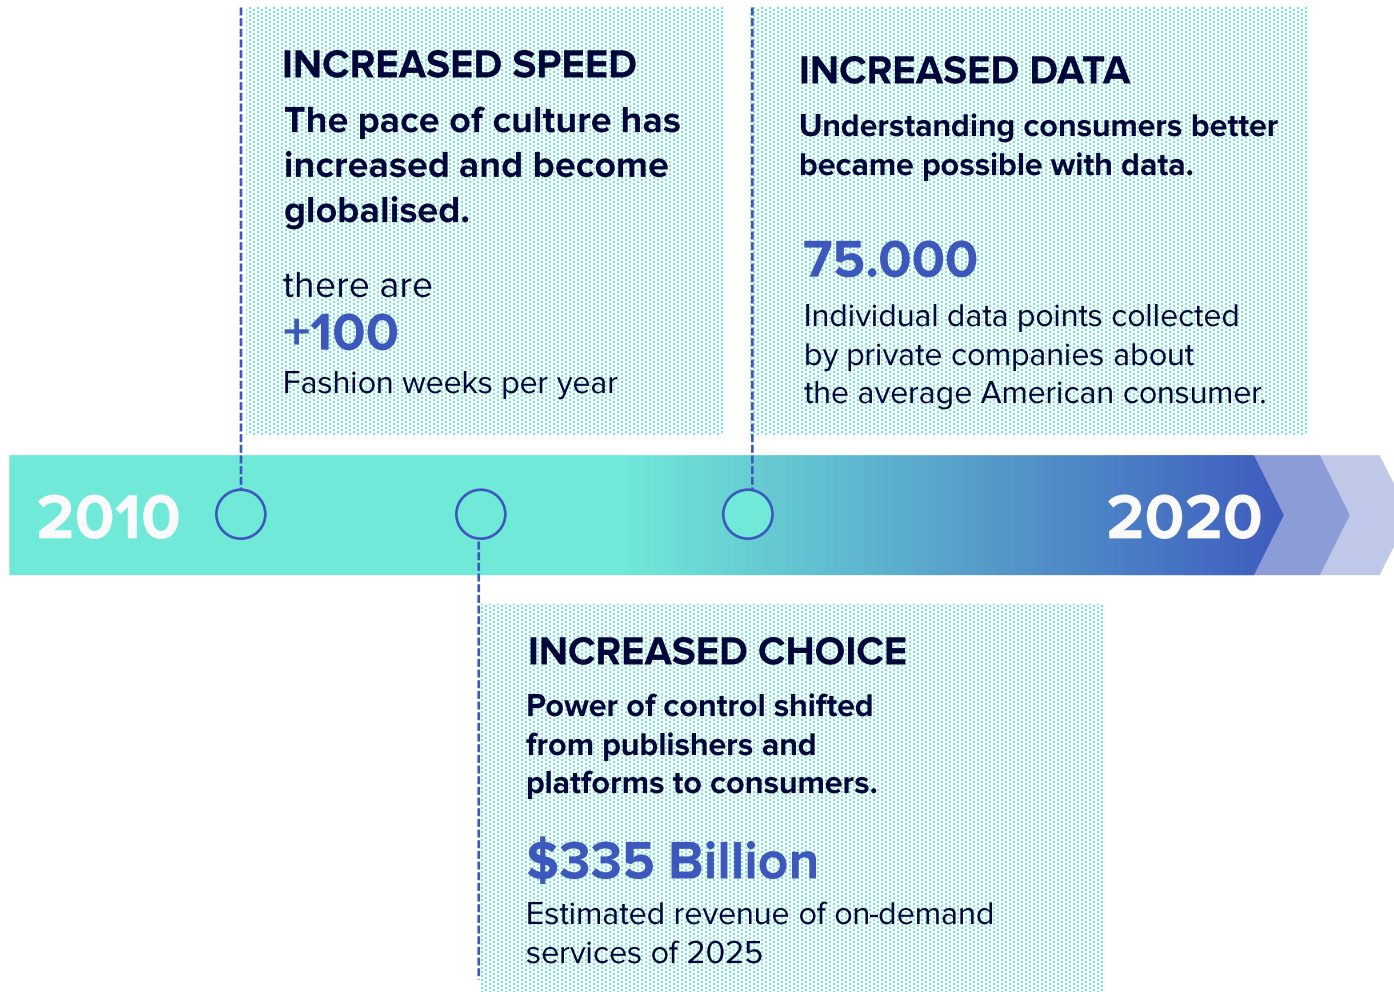 INCREASED SPEED
The pace of culture has
increased and become
globalised.
there are
+100
Fashion weeks per year
INCREASED DATA
Understanding consumers better
became possible with data.
75.000
Individual data points collected
by private companies about
the average American consumer.
2010
2020
INCREASED CHOICE
Power of control shifted
from publishers and
platforms to consumers.
$335 Billion
Estimated revenue of on-demand
services of 2025